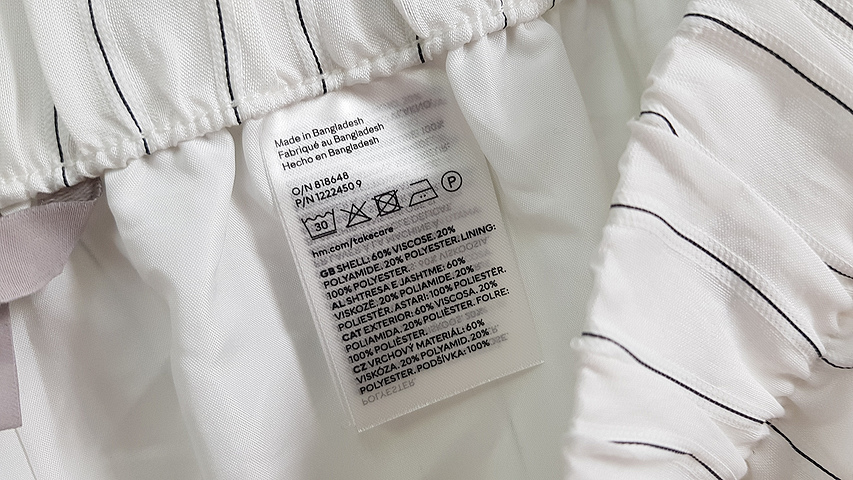 Made in Bangladesh
Fabriqué au Bangladesh
Hecho en Bangladesh
O/N 818648
P/N 1222450 9
30
P
hm.com/takecare
GB SHELL: 60% VISCOSE. 20%
POLYAMIDE. 20% POLYESTER. LINING:
100% POLYESTER.
AL SHTRESA E JASHTME: 60%
VISKOZË. 20% POLIAMIDE. 20%
POLIESTËR. ASTARI: 100% POLIESTËR.
CAT EXTERIOR: 60% VISCOSA. 20%
POLIAMIDA. 20% POLIÈSTER. FOLRE:
100% POLIÈSTER.
CZ VRCHOVÝ MATERIÁL: 60%
VISKÓZA. 20% POLYAMID. 20%
POLYESTER. PODŠÍVKA: 100%
POLYESTER.